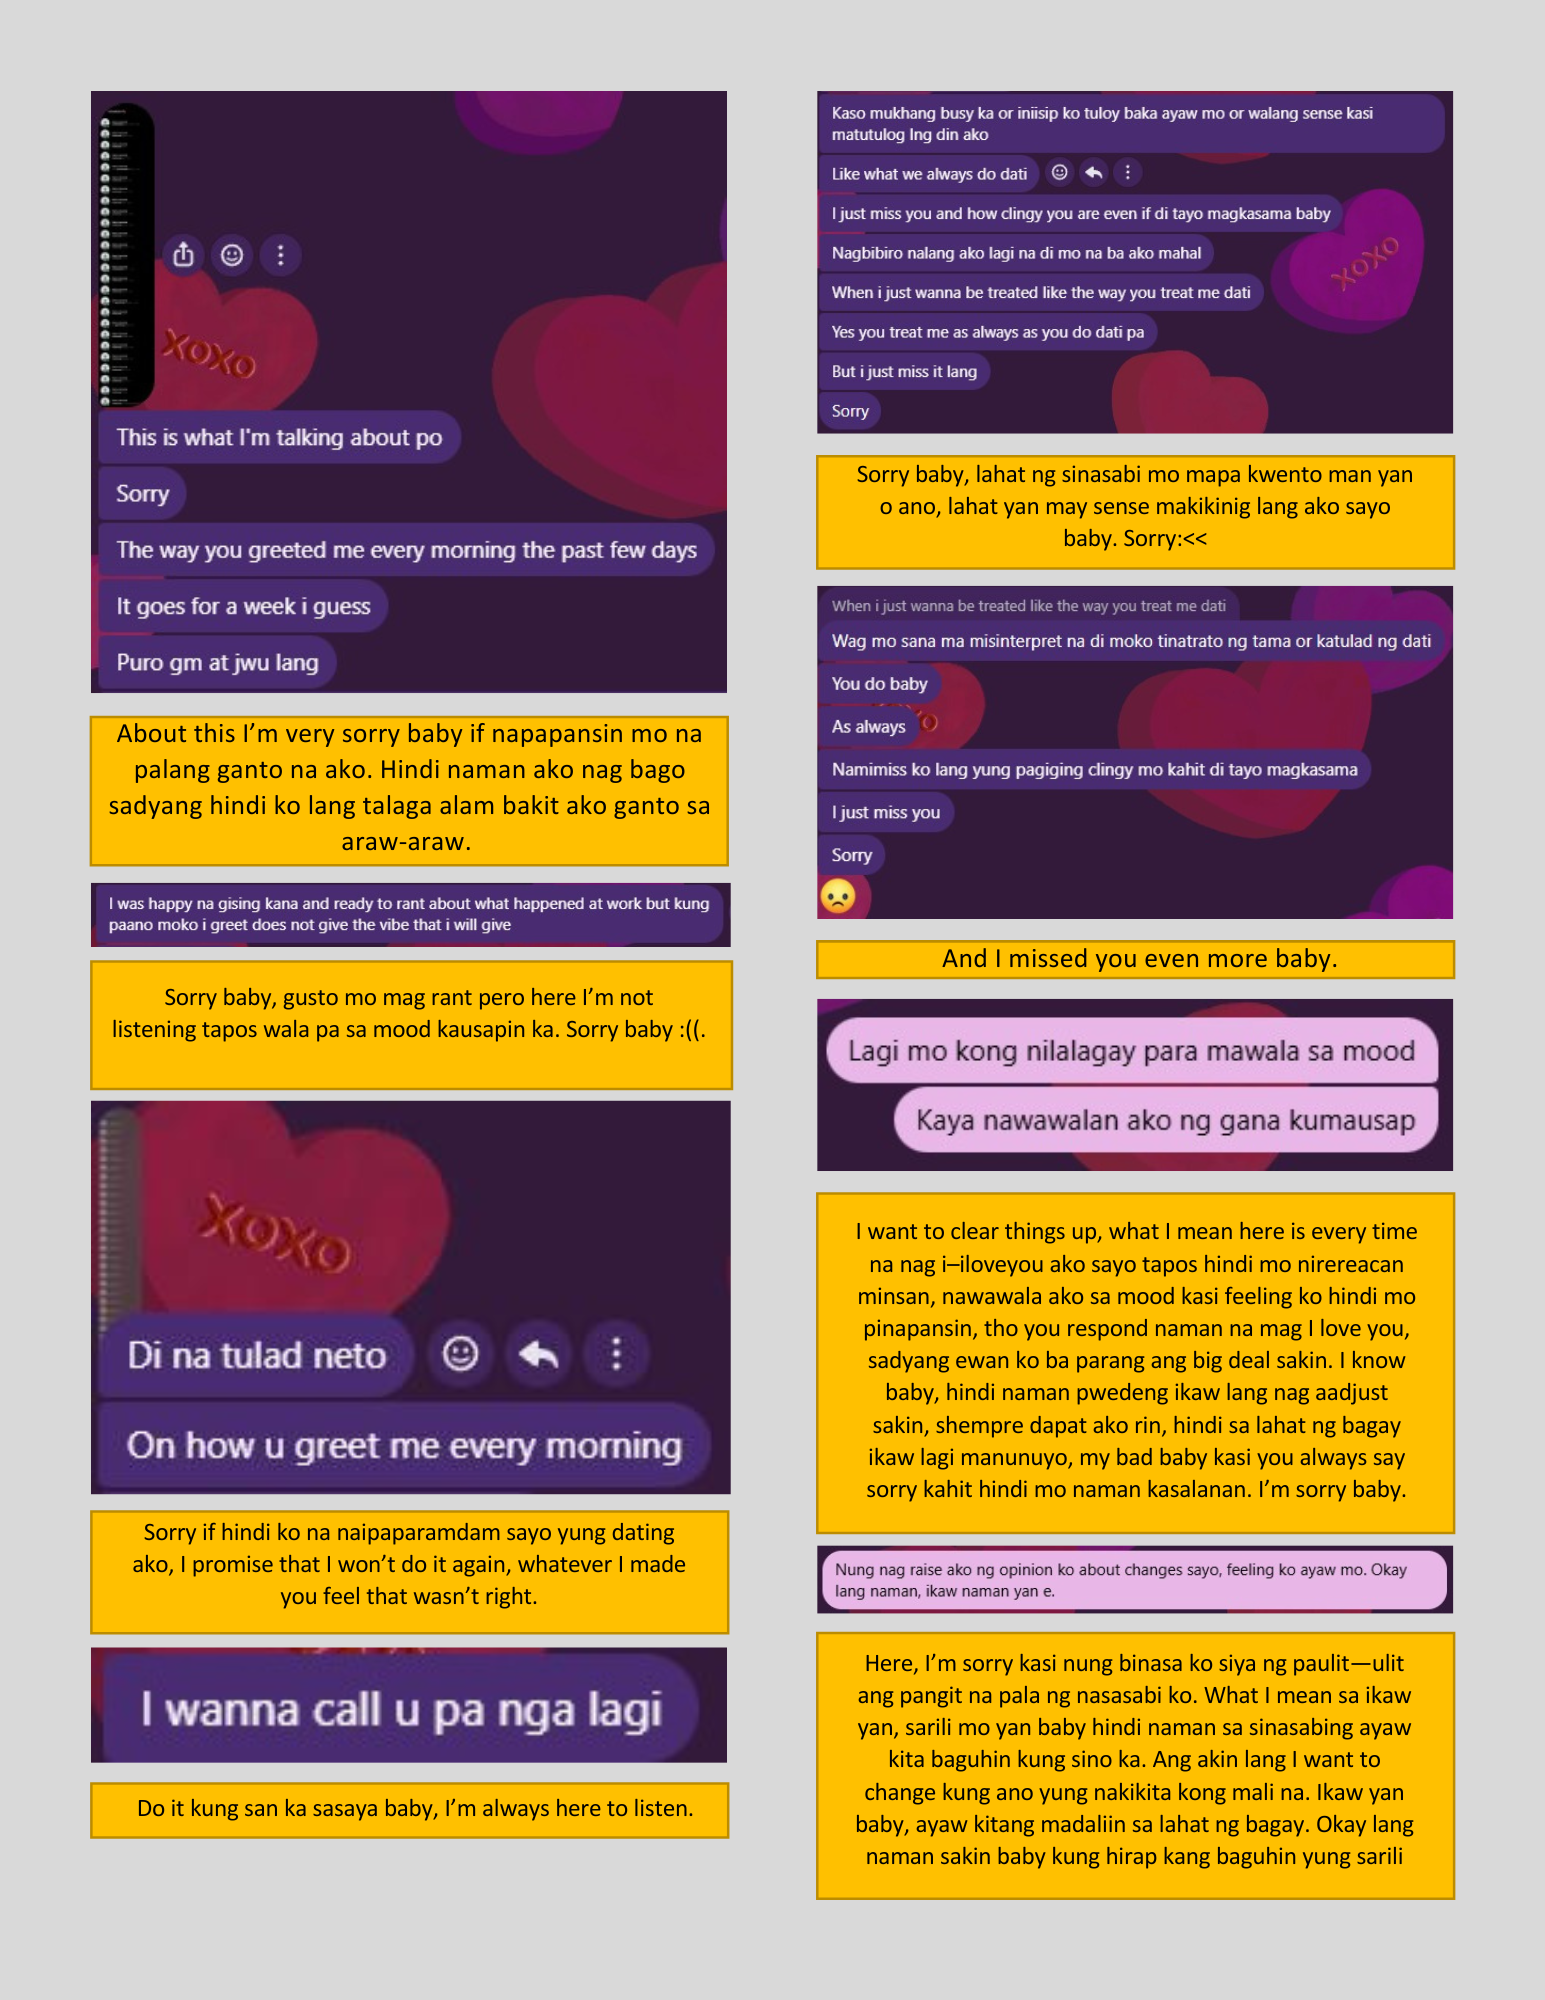 XOXO
This is what I'm talking about po
Sorry
The way you greeted me every morning the past few days
It goes for a week i guess
Puro gm at jwu lang
About this I’m very sorry baby if napapansin mo na
palang ganto na ako. Hindi naman ako nag bago
sadyang hindi ko lang talaga alam bakit ako ganto sa
araw-araw.
I was happy na gising kana and ready to rant about what happened at work but kung
paano moko i greet does not give the vibe that i will give
Sorry baby, gusto mo mag rant pero here I’m not
listening tapos wala pa sa mood kausapin ka. Sorry baby :((.
XOXO
Di na tulad neto
On how u greet me every morning
Sorry if hindi ko na naipaparamdam sayo yung dating
ako, I promise that I won’t do it again, whatever I made
you feel that wasn’t right.
I wanna call u pa nga lagi
Do it kung san ka sasaya baby, I’m always here to listen.
Kaso mukhang busy ka or iniisip ko tuloy baka ayaw mo or walang sense kasi
matutulog lng din ako
Like what we always do dati
I just miss you and how clingy you are even if di tayo magkasama baby
XOXO
Nagbibiro nalang ako lagi na di mo na ba ako mahal
When i just wanna be treated like the way you treat me dati
Yes you treat me as always as you do dati pa
But i just miss it lang
Sorry
Sorry baby, lahat ng sinasabi mo mapa kwento man yan
o ano, lahat yan may sense makikinig lang ako sayo
baby. Sorry:<<
When i just wanna be treated like the way you treat me dati
Wag mo sana ma misinterpret na di moko tinatrato ng tama or katulad ng dati
You do baby
As always
Namimiss ko lang yung pagiging clingy mo kahit di tayo magkasama
I just miss you
Sorry
And I missed you even more baby.
Lagi mo kong nilalagay para mawala sa mood
Kaya nawawalan ako ng gana kumausap
I want to clear things up, what I mean here is every time
na nag i–iloveyou ako sayo tapos hindi mo nirereacan
minsan, nawawala ako sa mood kasi feeling ko hindi mo
pinapansin, tho you respond naman na mag I love you,
sadyang ewan ko ba parang ang big deal sakin. I know
baby, hindi naman pwedeng ikaw lang nag aadjust
sakin, shempre dapat ako rin, hindi sa lahat ng bagay
ikaw lagi manunuyo, my bad baby kasi you always say
sorry kahit hindi mo naman kasalanan. I’m sorry baby.
Nung nag raise ako ng opinion ko about changes sayo, feeling ko ayaw mo. Okay
lang naman, ikaw naman yan e.
Here, I’m sorry kasi nung binasa ko siya ng paulit—ulit
ang pangit na pala ng nasasabi ko. What I mean sa ikaw
yan, sarili mo yan baby hindi naman sa sinasabing ayaw
kita baguhin kung sino ka. Ang akin lang I want to
change kung ano yung nakikita kong mali na. Ikaw yan
baby, ayaw kitang madaliin sa lahat ng bagay. Okay lang
naman sakin baby kung hirap kang baguhin yung sarili